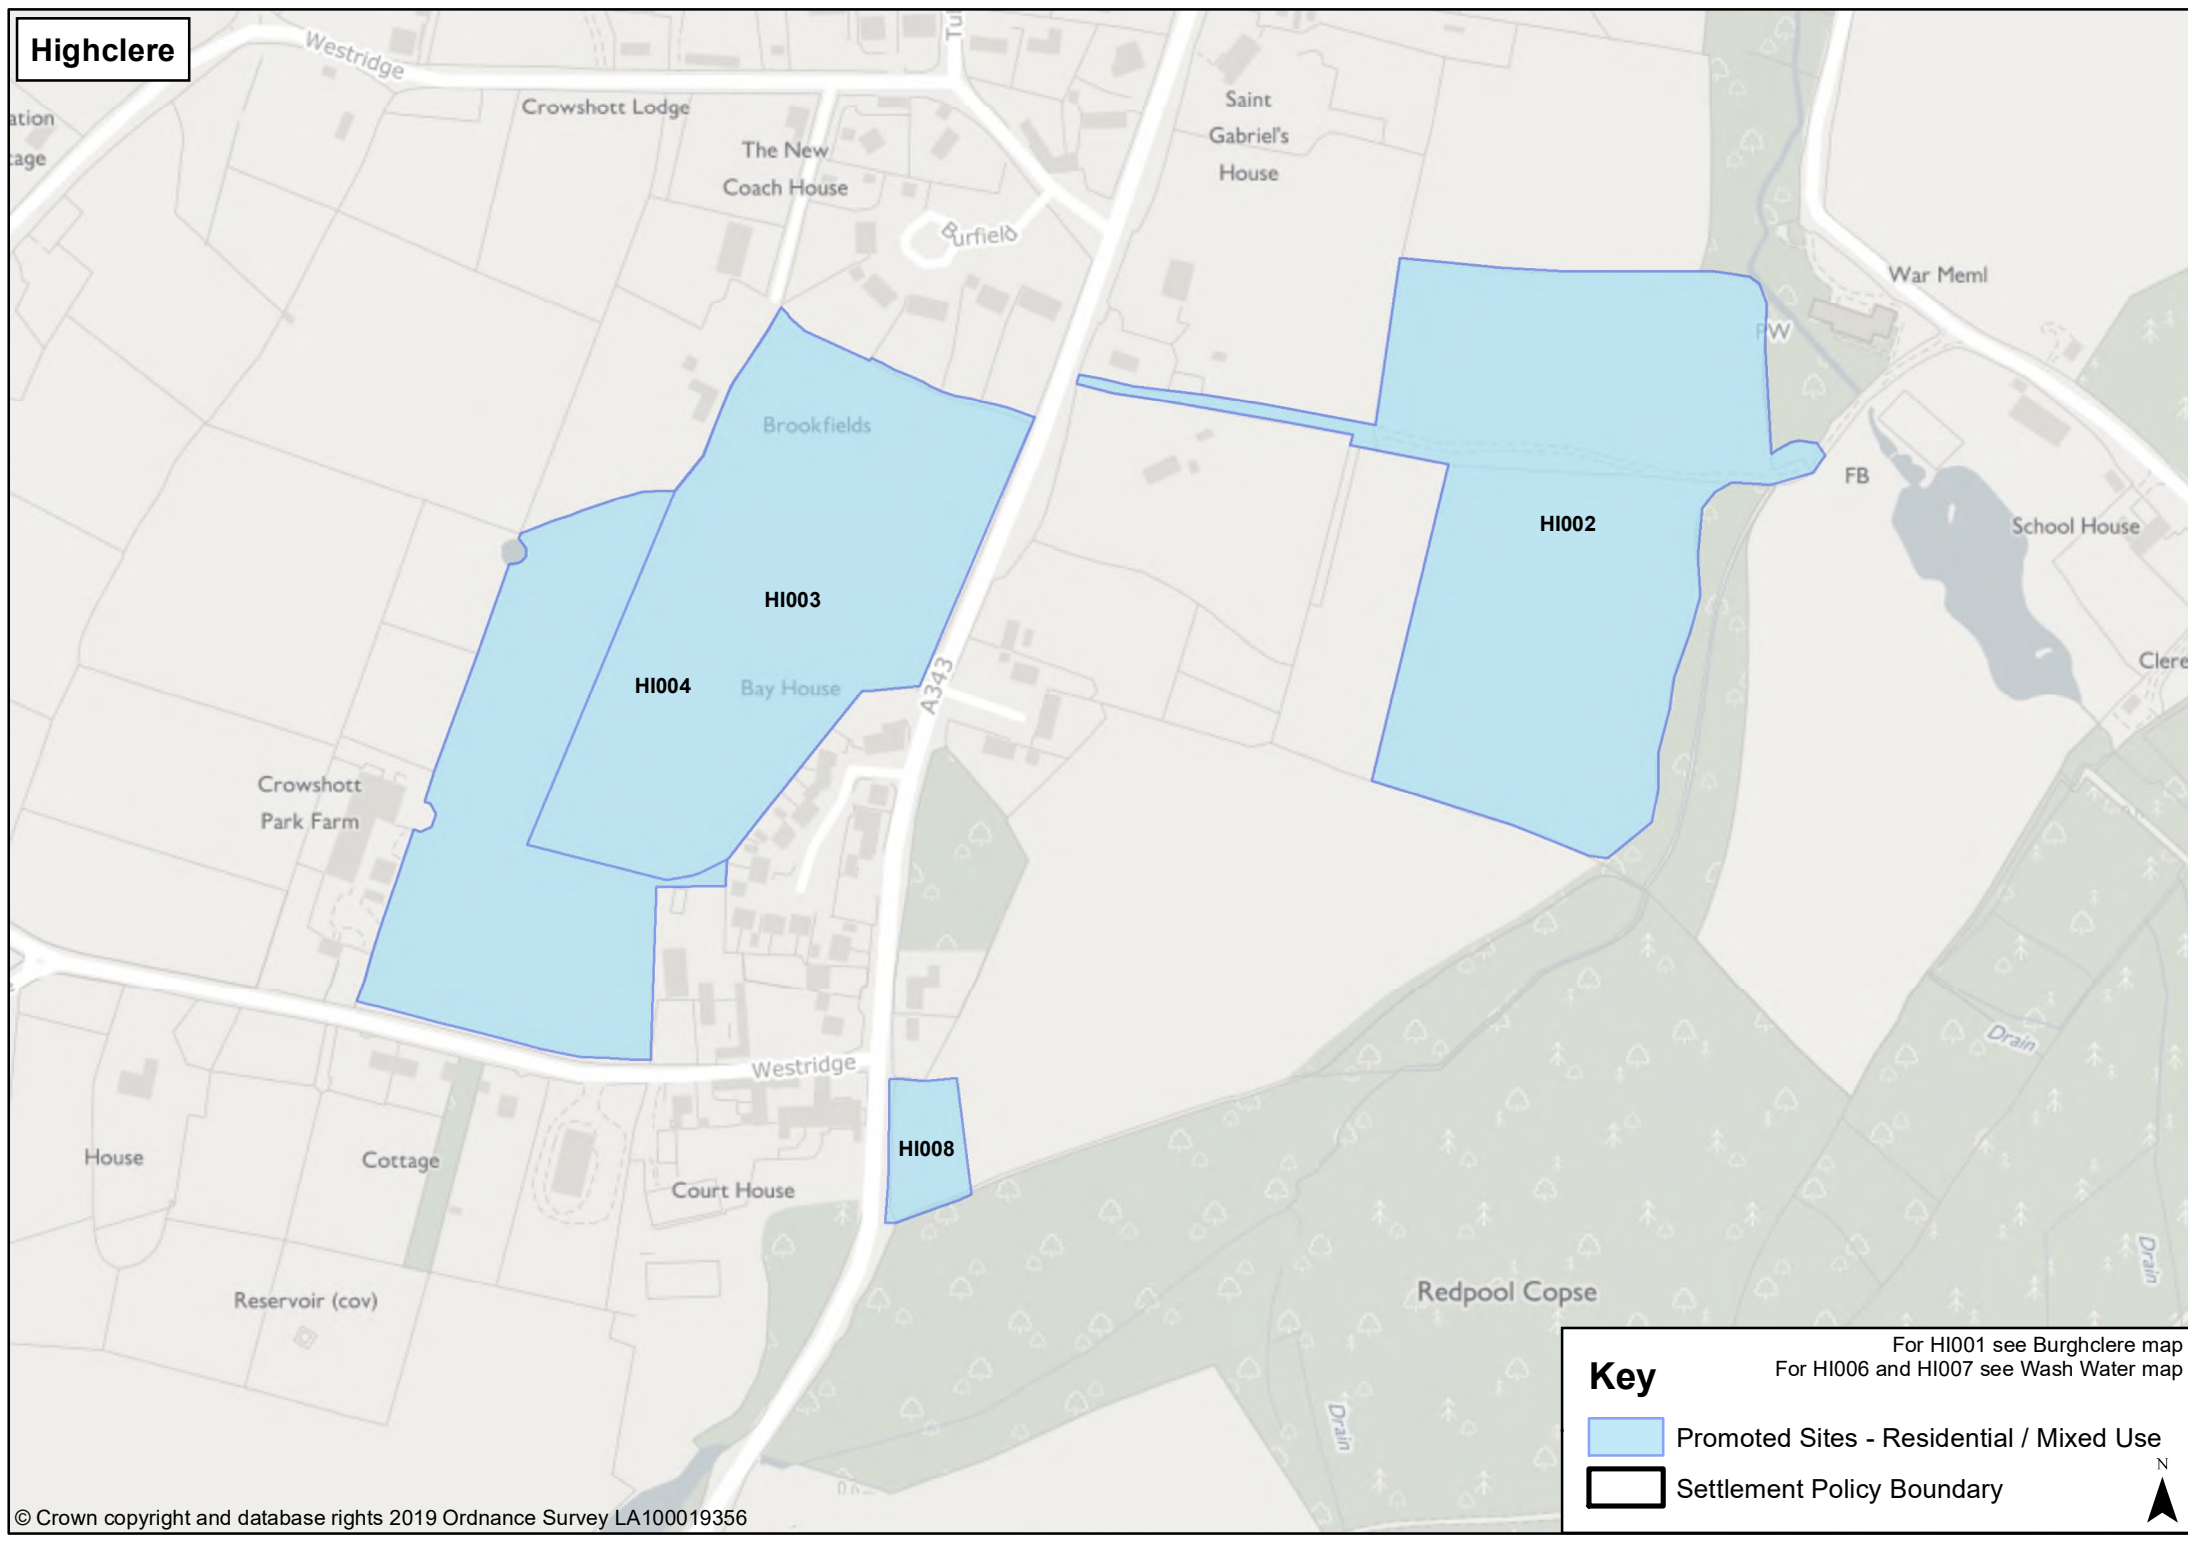 Highclere
Westridge
Crowshott Lodge
The New
Coach House
Burfield
Saint
Gabriel's
House
War Meml
PW
FB
School House
Brookfields
HI002
HI003
HI004
Bay House
A343
Crowshott
Park Farm
Westridge
HI008
House
Cottage
Court House
Reservoir (cov)
Redpool Copse
Drain
Drain
Drain
For HI001 see Burghclere map
For HI006 and HI007 see Wash Water map
Key
Promoted Sites - Residential / Mixed Use
Settlement Policy Boundary
N
© Crown copyright and database rights 2019 Ordnance Survey LA100019356